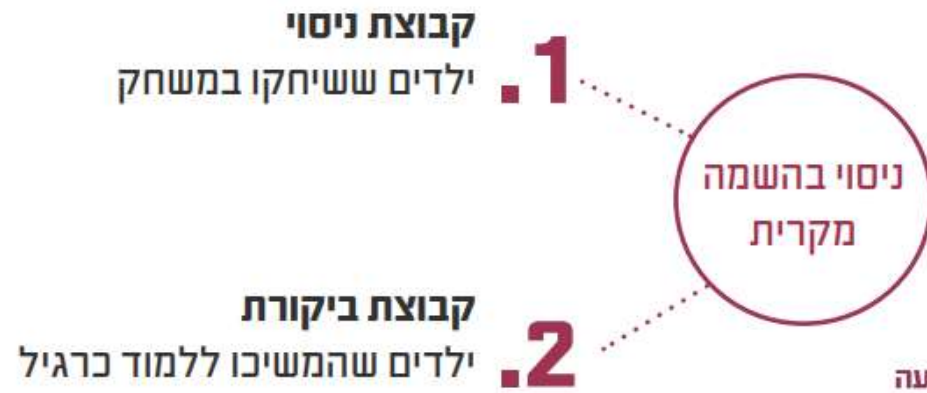 ניסוי בהשמה
מקרית
1.
קבוצת ניסוי
ילדים ששיחקו במשחק
2.
קבוצת ביקורת
ילדים שהמשיכו ללמוד כרגיל